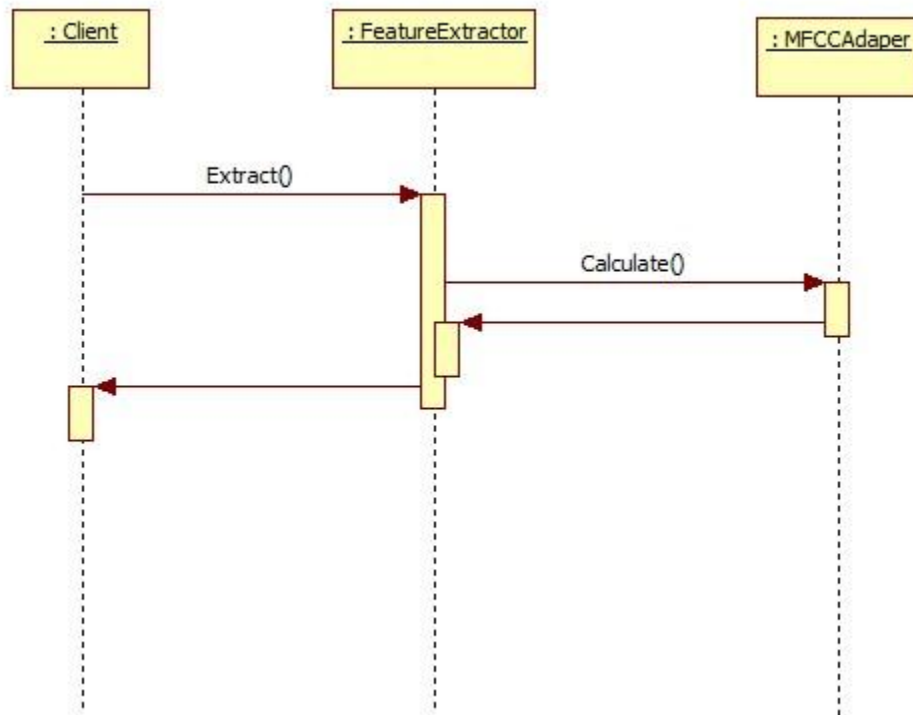 : Client
: FeatureExtractor
: MFCCAdaper
Extract()
Calculate()